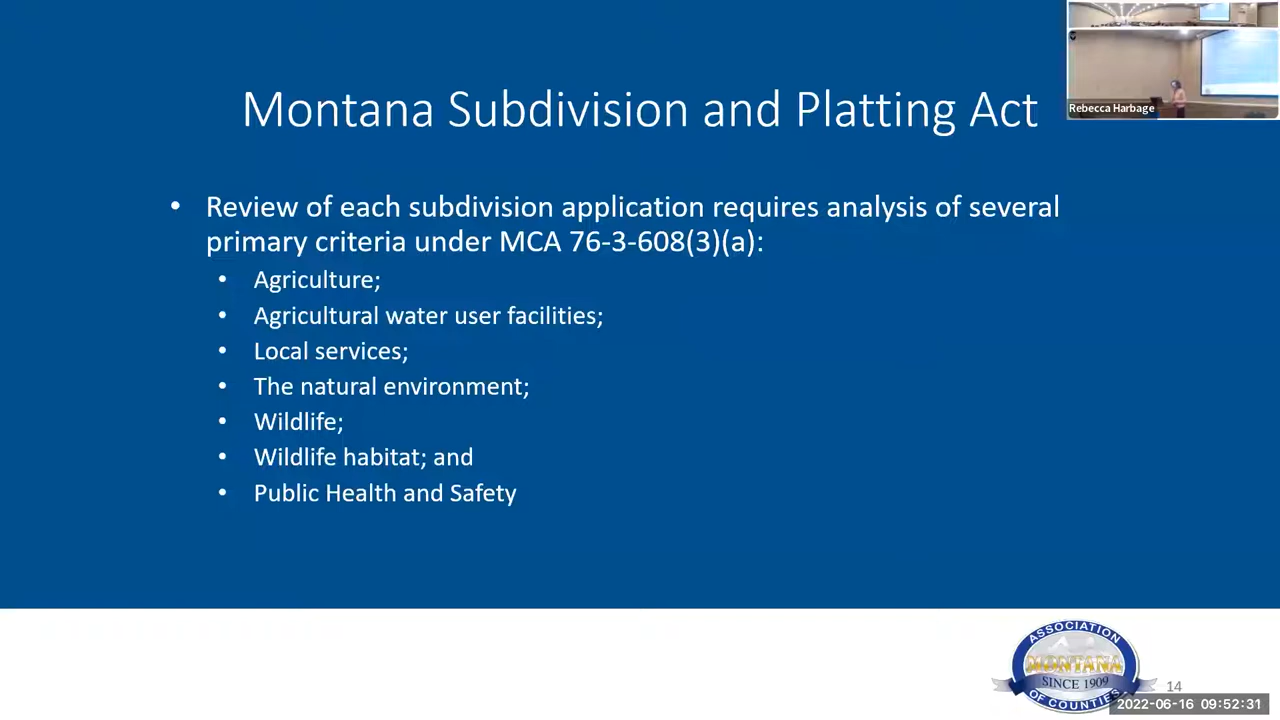 Montana Subdivision and Platting Act
Rebecca Harbage
• Review of each subdivision application requires analysis of several
primary criteria under MCA 76-3-608(3)(a):
• Agriculture;
• Agricultural water user facilities;
• Local services;
• The natural environment;
• Wildlife;
• Wildlife habitat; and
• Public Health and Safety
ASSOCIATION
MONTANA
SINCE 1909
OF COUNTIES
14
2022-06-16 09:52:31